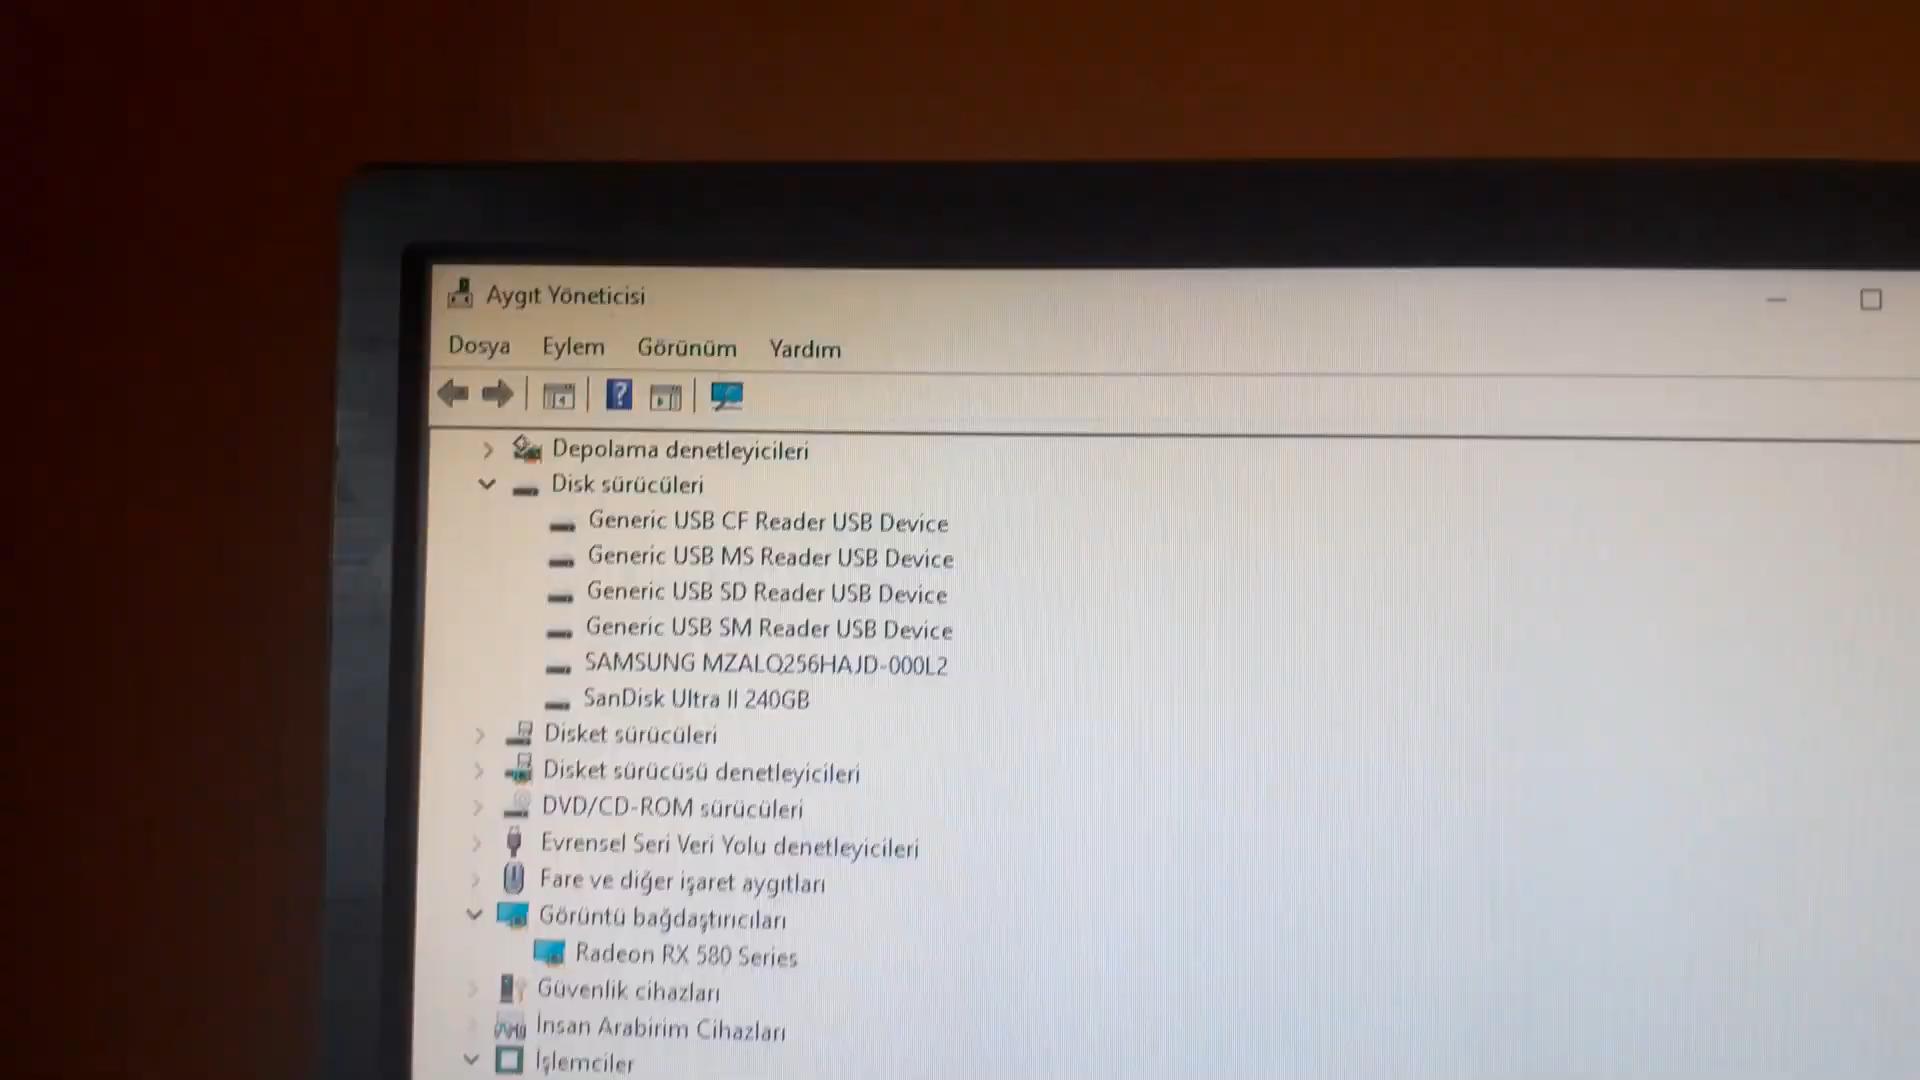 Aygıt Yöneticisi
Dosya Eylem Görünüm Yardım
Depolama denetleyicileri
Disk sürücüleri
Generic USB CF Reader USB Device
Generic USB MS Reader USB Device
Generic USB SD Reader USB Device
Generic USB SM Reader USB Device
SAMSUNG MZALQ256HAJD-000L2
SanDisk Ultra II 240GB
Disket sürücüleri
Disket sürücüsü denetleyicileri
DVD/CD-ROM sürücüleri
Evrensel Seri Veri Yolu denetleyicileri
Fare ve diğer işaret aygıtları
Görüntü bağdaştırıcıları
Radeon RX 580 Series
Güvenlik cihazları
İnsan Arabirim Cihazları
İşlemciler